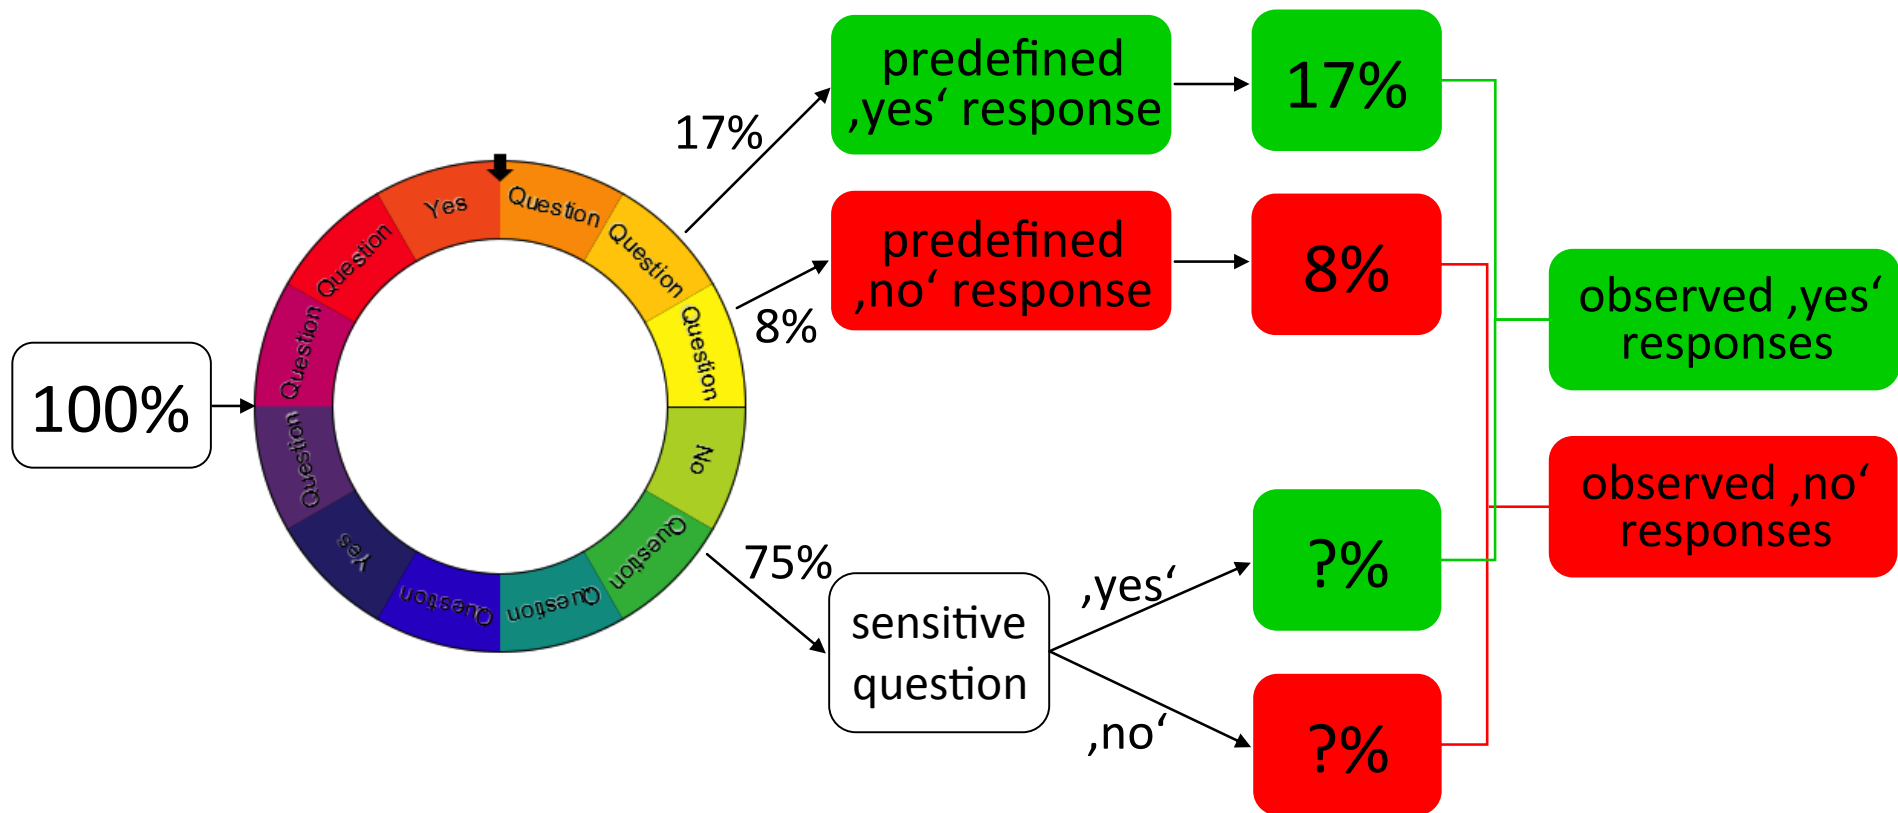 100%
Question
Question
Question
No
Question
Question
Question
Yes
Question
Question
Question
Yes
17%
8%
75%
predefined
‚yes‘ response
predefined
‚no‘ response
sensitive
question
‚yes‘
‚no‘
17%
8%
?%
?%
observed ‚yes‘
responses
observed ‚no‘
responses